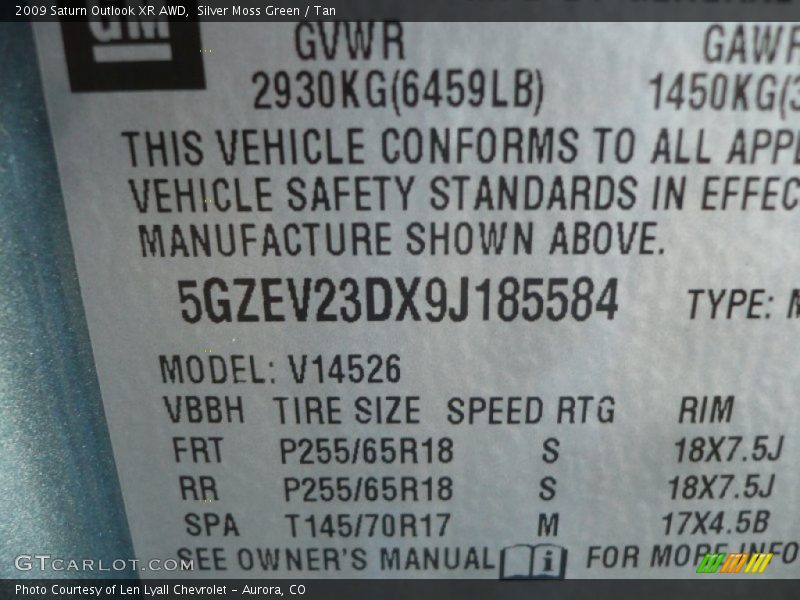 2009 Saturn Outlook XR AWD, Silver Moss Green / Tan
GM
GVWR GAWR
2930KG(6459LB) 1450KG(3
THIS VEHICLE CONFORMS TO ALL APPL
VEHICLE SAFETY STANDARDS IN EFFEC
MANUFACTURE SHOWN ABOVE.
5GZEV23DX9J185584 TYPE: M
MODEL: V14526
VBBH TIRE SIZE SPEED RTG RIM
FRT P255/65R18 S 18X7.5J
RR P255/65R18 S 18X7.5J
SPA T145/70R17 M 17X4.5B
SEE OWNER'S MANUAL i FOR MORE INFO
GTCARLOT.COM
Photo Courtesy of Len Lyall Chevrolet - Aurora, CO